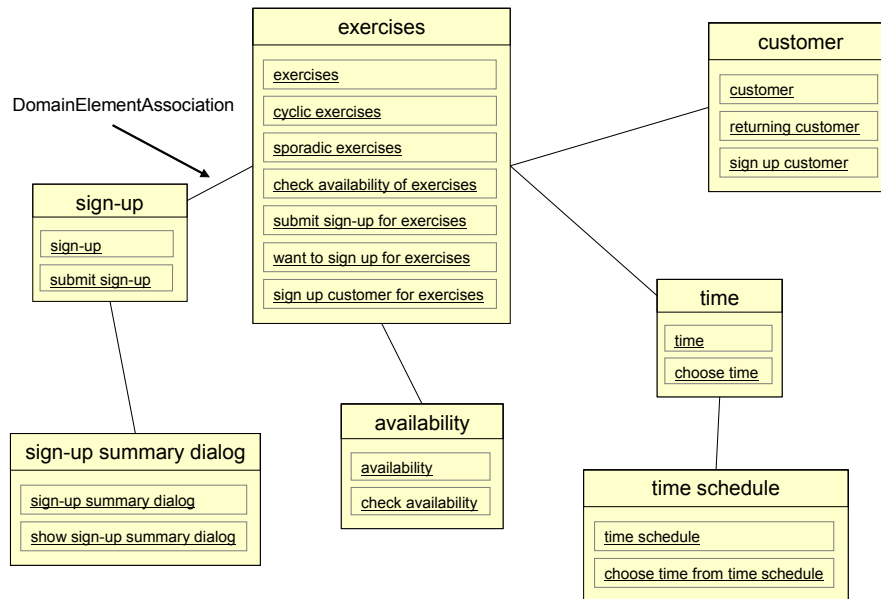 exercises
exercises
cyclic exercises
sporadic exercises
check availability of exercises
submit sign-up for exercises
want to sign up for exercises
sign up customer for exercises
customer
customer
returning customer
sign up customer
DomainElementAssociation
sign-up
sign-up
submit sign-up
time
time
choose time
sign-up summary dialog
sign-up summary dialog
show sign-up summary dialog
availability
availability
check availability
time schedule
time schedule
choose time from time schedule